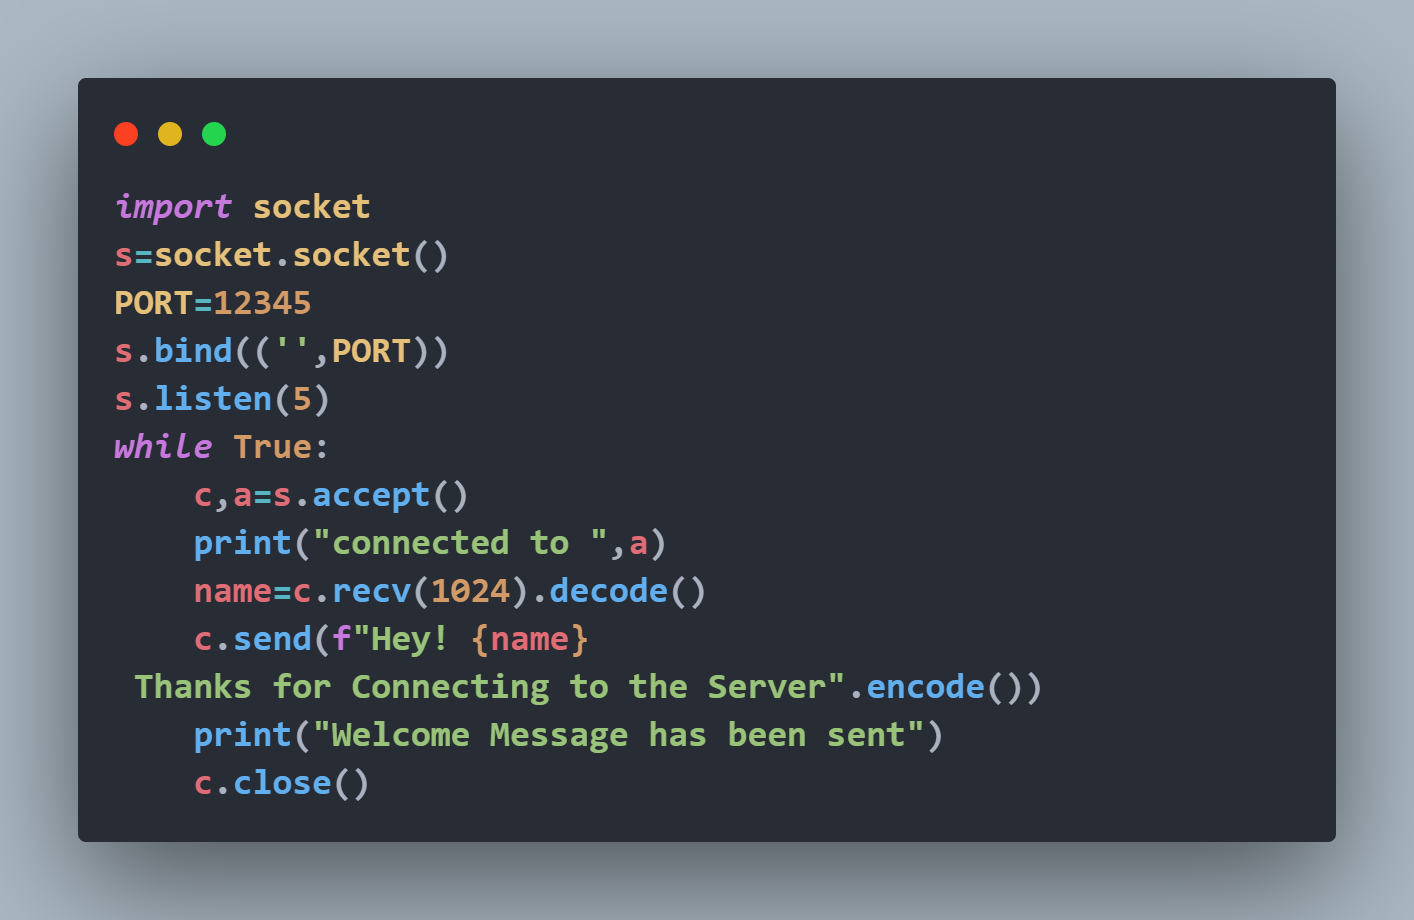 import socket
s=socket.socket()
PORT=12345
s.bind(('',PORT))
s.listen(5)
while True:
    c,a=s.accept()
    print("connected to ",a)
    name=c.recv(1024).decode()
    c.send(f"Hey! {name}
 Thanks for Connecting to the Server".encode())
    print("Welcome Message has been sent")
    c.close()